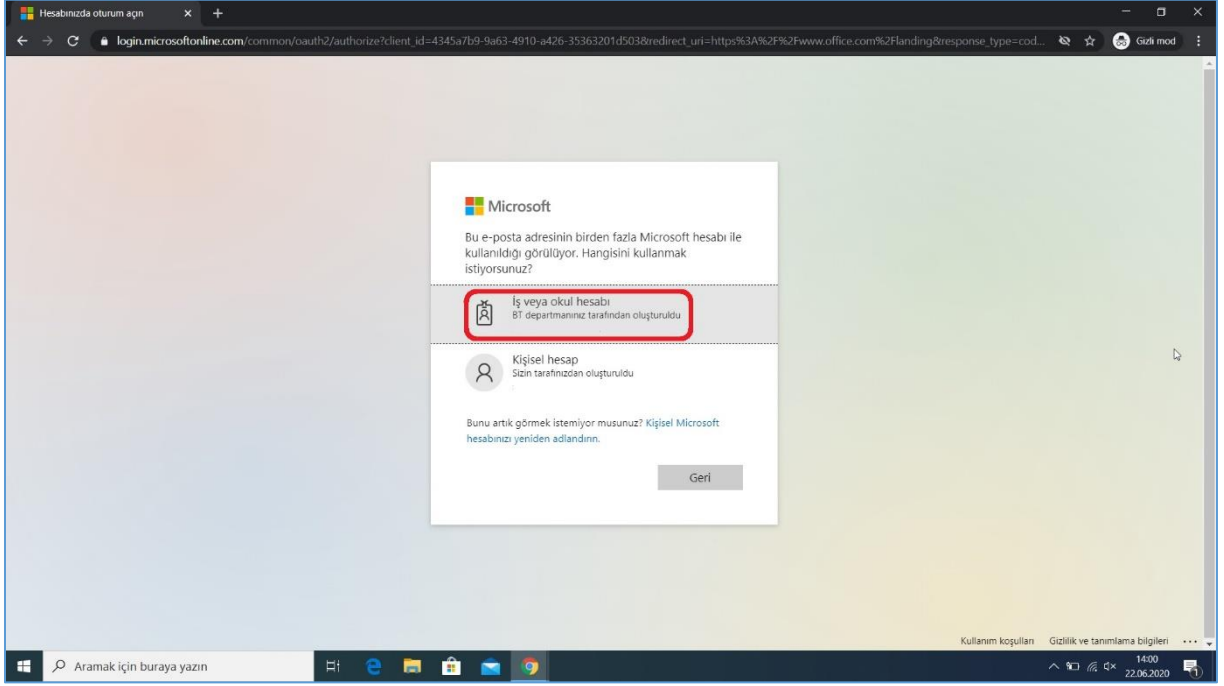 Hesabınızda oturum açın
login.microsoftonline.com/common/oauth2/authorize?client_id=4345a7b9-9a63-4910-a426-35363201d503&redirect_uri=https%3A%2F%2Fwww.office.com%2Flanding&response_type=cod...
Gizli mod
Microsoft
Bu e-posta adresinin birden fazla Microsoft hesabı ile
kullanıldığı görülüyor. Hangisini kullanmak
istiyorsunuz?
İş veya okul hesabı
BT departmanınız tarafından oluşturuldu
Kişisel hesap
Sizin tarafınızdan oluşturuldu
Bunu artık görmek istemiyor musunuz? Kişisel Microsoft
hesabınızı yeniden adlandırın.
Geri
Kullanım koşulları Gizlilik ve tanımlama bilgileri ...
Aramak için buraya yazın
14:00
22.06.2020
1